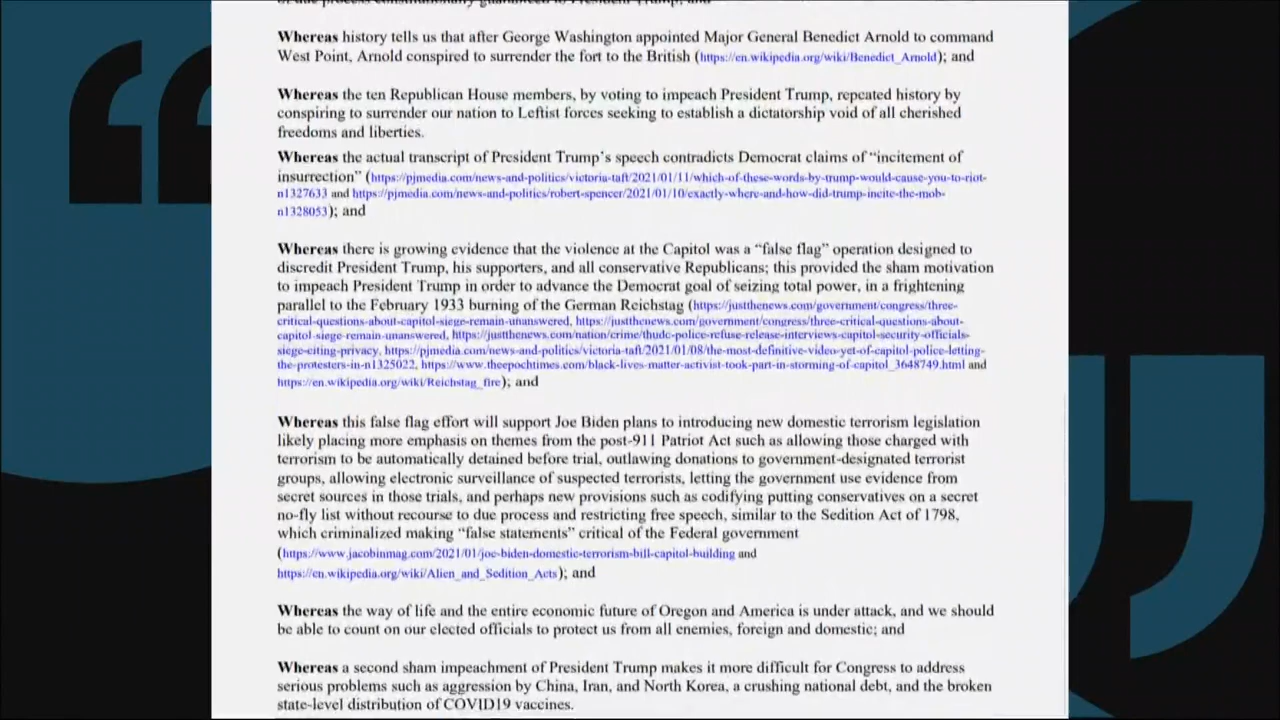 of due process constitutionally guaranteed to President Trump; and
Whereas history tells us that after George Washington appointed Major General Benedict Arnold to command
West Point, Arnold conspired to surrender the fort to the British (https://en.wikipedia.org/wiki/Benedict_Arnold); and
Whereas the ten Republican House members, by voting to impeach President Trump, repeated history by
conspiring to surrender our nation to Leftist forces seeking to establish a dictatorship void of all cherished
freedoms and liberties.
Whereas the actual transcript of President Trump's speech contradicts Democrat claims of "incitement of
insurrection" (https://pjmedia.com/news-and-politics/victoria-taft/2021/01/11/which-of-these-words-by-trump-would-cause-you-to-riot-
n1327633 and https://pjmedia.com/news-and-politics/robert-spencer/2021/01/10/exactly-where-and-how-did-trump-incite-the-mob-
n1328053); and
Whereas there is growing evidence that the violence at the Capitol was a "false flag" operation designed to
discredit President Trump, his supporters, and all conservative Republicans; this provided the sham motivation
to impeach President Trump in order to advance the Democrat goal of seizing total power, in a frightening
parallel to the February 1933 burning of the German Reichstag (https://justthenews.com/government/congress/three-
critical-questions-about-capitol-siege-remain-unanswered, https://justthenews.com/government/congress/three-critical-questions-about-
capitol-siege-remain-unanswered, https://justthenews.com/nation/crime/thudc-police-refuse-release-interviews-capitol-security-officials-
siege-citing-privacy, https://pjmedia.com/news-and-politics/victoria-taft/2021/01/08/the-most-definitive-video-yet-of-capitol-police-letting-
the-protesters-in-n1325022, https://www.theepochtimes.com/black-lives-matter-activist-took-part-in-storming-of-capitol_3648749.html and
https://en.wikipedia.org/wiki/Reichstag_fire); and
Whereas this false flag effort will support Joe Biden plans to introducing new domestic terrorism legislation
likely placing more emphasis on themes from the post-911 Patriot Act such as allowing those charged with
terrorism to be automatically detained before trial, outlawing donations to government-designated terrorist
groups, allowing electronic surveillance of suspected terrorists, letting the government use evidence from
secret sources in those trials, and perhaps new provisions such as codifying putting conservatives on a secret
no-fly list without recourse to due process and restricting free speech, similar to the Sedition Act of 1798,
which criminalized making "false statements" critical of the Federal government
(https://www.jacobinmag.com/2021/01/joe-biden-domestic-terrorism-bill-capitol-building and
https://en.wikipedia.org/wiki/Alien_and_Sedition_Acts); and
Whereas the way of life and the entire economic future of Oregon and America is under attack, and we should
be able to count on our elected officials to protect us from all enemies, foreign and domestic; and
Whereas a second sham impeachment of President Trump makes it more difficult for Congress to address
serious problems such as aggression by China, Iran, and North Korea, a crushing national debt, and the broken
state-level distribution of COVID19 vaccines.